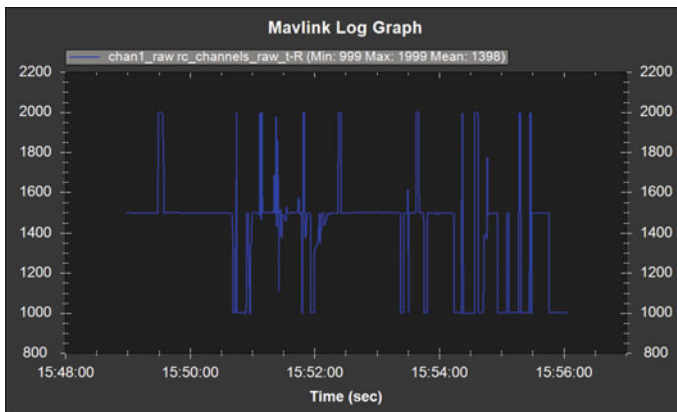 Mavlink Log Graph
chan1_raw rc_channels_raw_t-R (Min: 999 Max: 1999 Mean: 1398)
2200 2200
2000 2000
1800 1800
1600 1600
1400 1400
1200 1200
1000 1000
800 800
15:48:00 15:50:00 15:52:00 15:54:00 15:56:00
Time (sec)